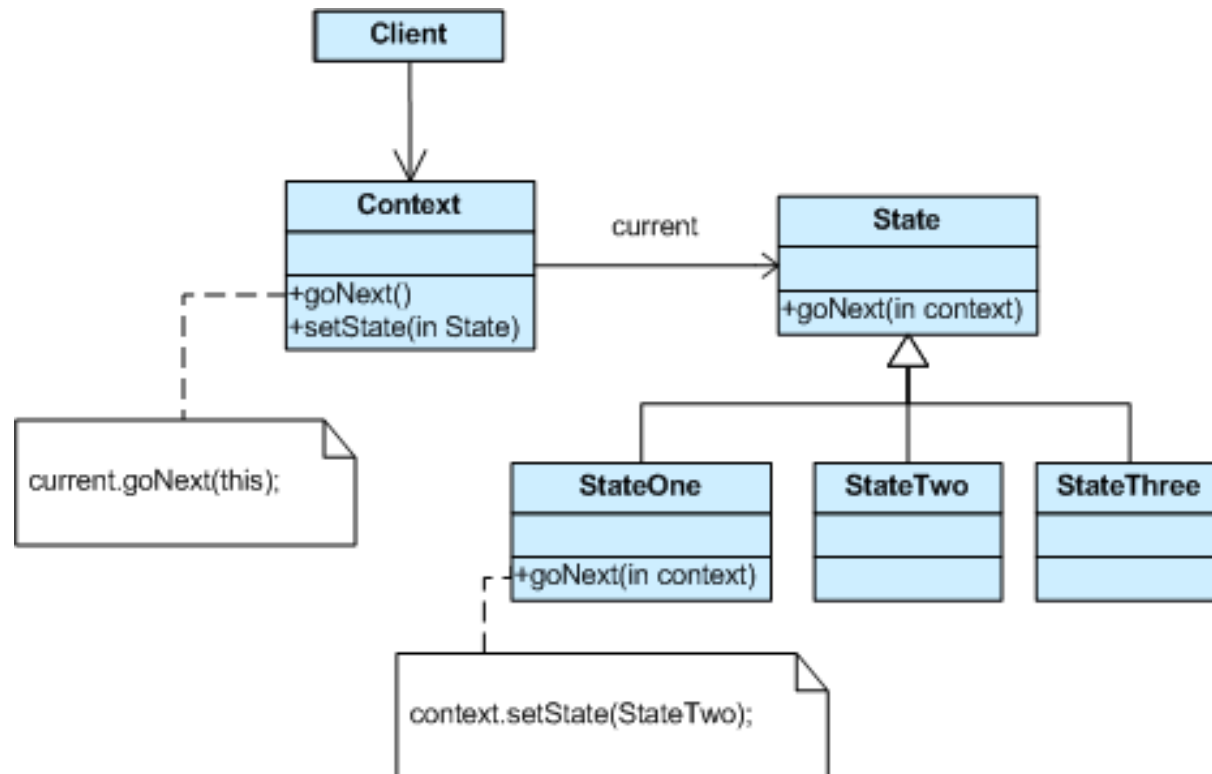 Client
Context
+goNext()
+setState(in State)
current
State
+goNext(in context)
current.goNext(this);
StateOne
+goNext(in context)
StateTwo
StateThree
context.setState(StateTwo);